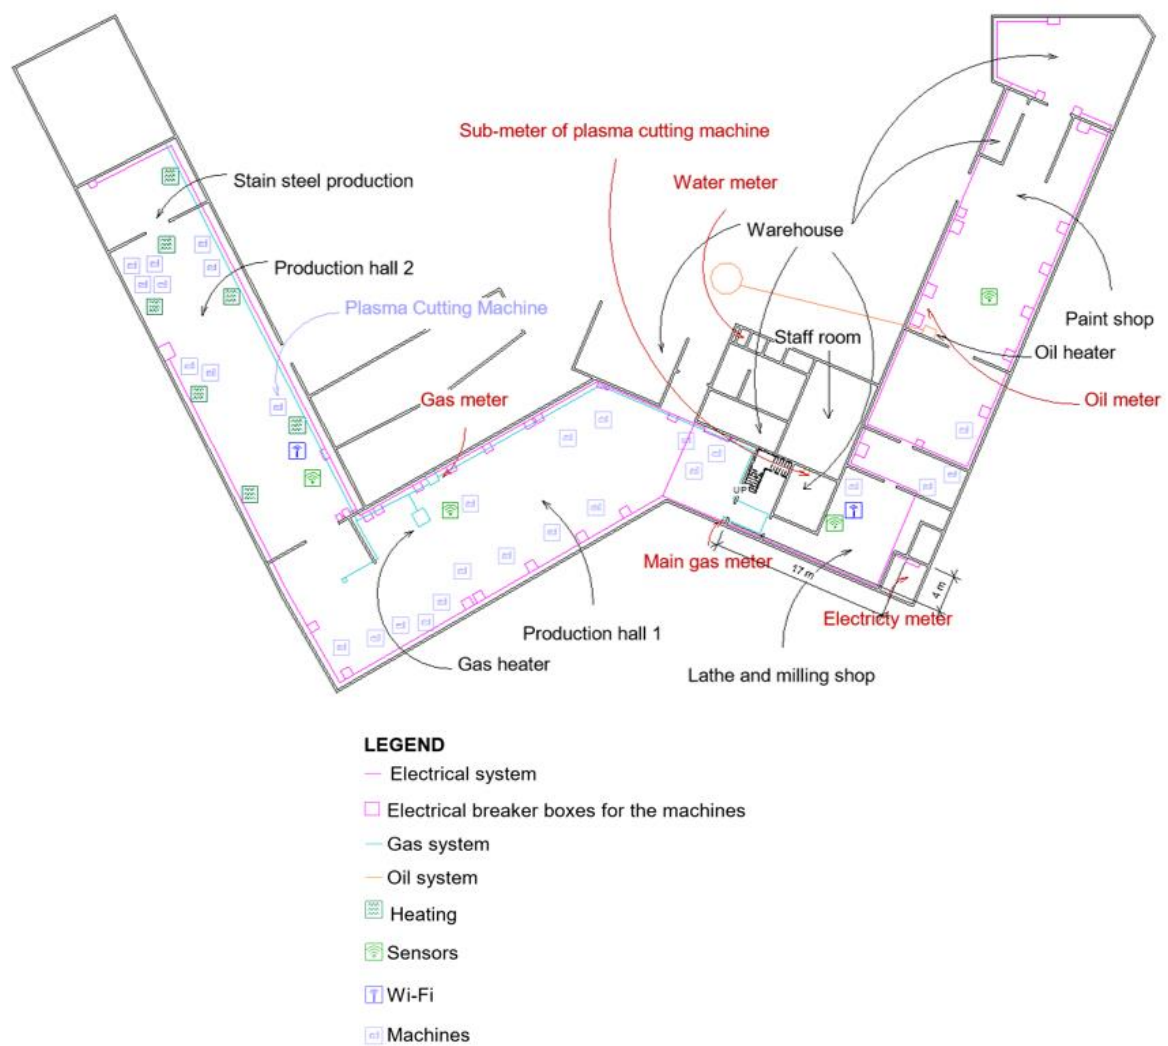 Sub-meter of plasma cutting machine
Water meter
Stain steel production
Warehouse
Production hall 2
Plasma Cutting Machine
Paint shop
Staff room
Oil heater
Gas meter
Oil meter
UP
Main gas meter
17 m
4 m
Electricty meter
Production hall 1
Gas heater
Lathe and milling shop
LEGEND
Electrical system
Electrical breaker boxes for the machines
Gas system
Oil system
Heating
Sensors
Wi-Fi
Machines